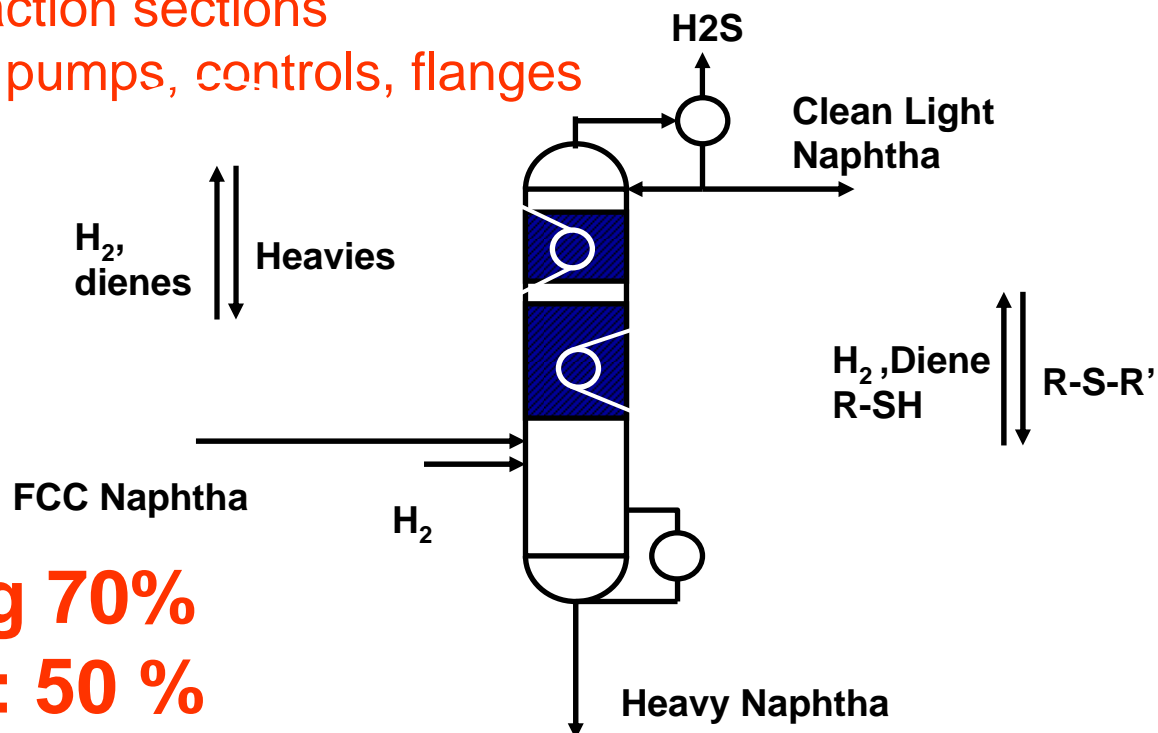 action sections
pumps, controls, flanges
H2S
Clean Light
Naphtha
H₂,
dienes
Heavies
H₂ ,Diene
R-SH
R-S-R’
FCC Naphtha
H₂
70%
: 50 %
Heavy Naphtha